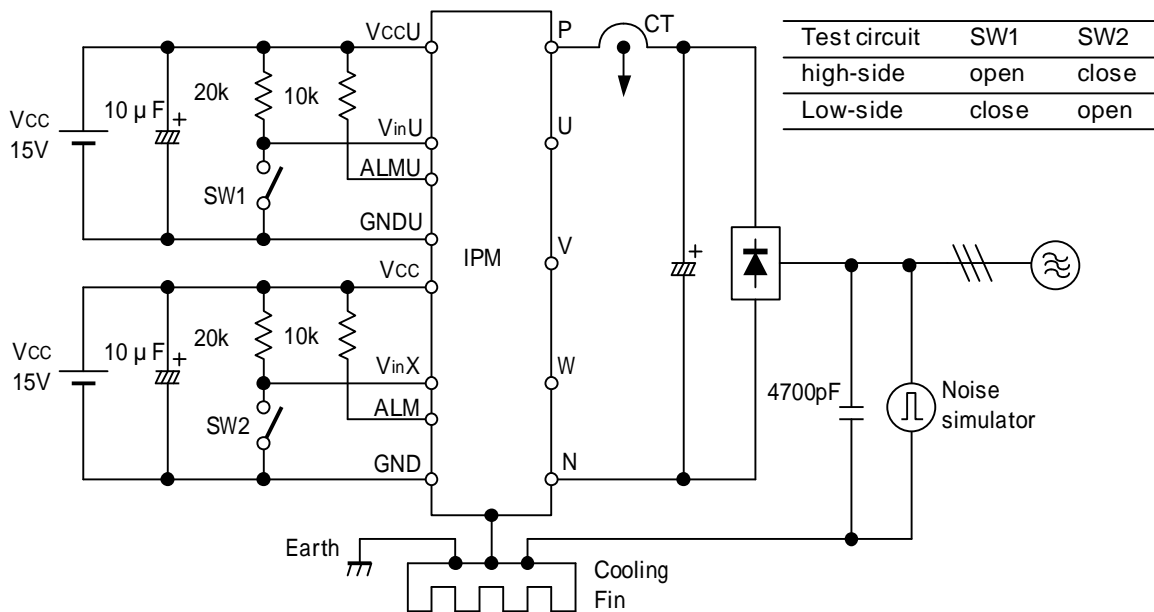 VccU
P
CT
Test circuit SW1 SW2
high-side open close
Low-side close open
20k
10k
10 µF
+
Vcc
15V
VinU
U
ALMU
SW1
GNDU
IPM
V
Vcc
+
20k
10k
10 µF
+
Vcc
15V
VinX
W
ALM
4700pF
Noise
simulator
SW2
GND
N
Earth
Cooling
Fin